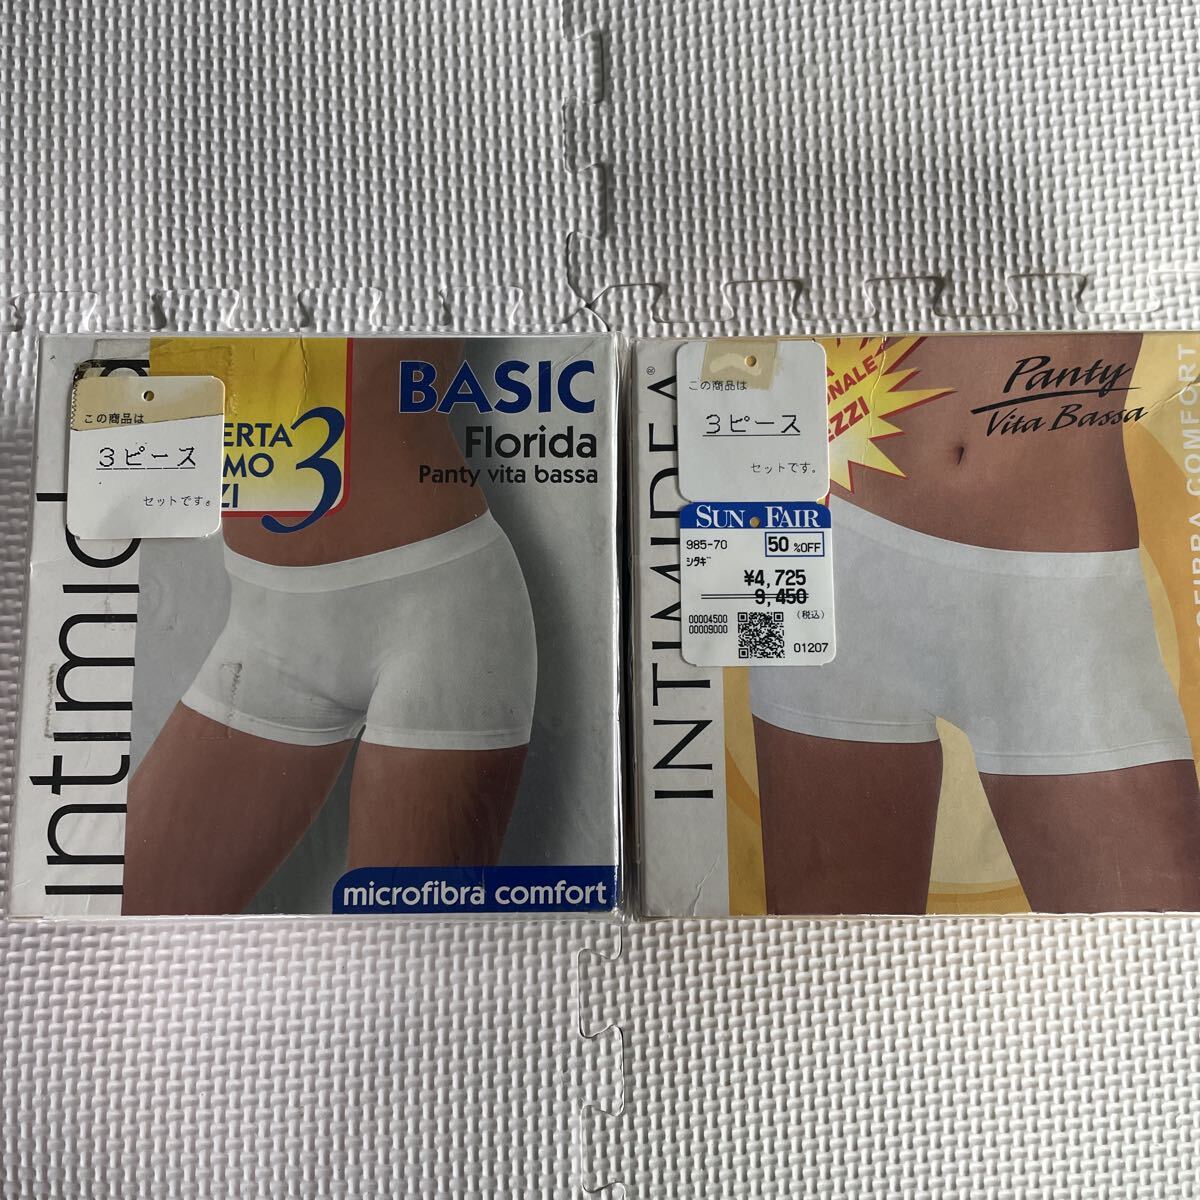 Intimid a
この商品は
3ピース
セットです。
ERTA
MO
ZI
3
BASIC
Florida
Panty vita bassa
microfibra comfort
INTIMIDEA®
この商品は
3ピース
セットです。
NALE
EZZI
Panty
Vita Bassa
OFIBRA COMFORT
SUN・FAIR
985-70
50%OFF
シタギ
¥4,725
9,450
(税込)
00004500
00009000
01207